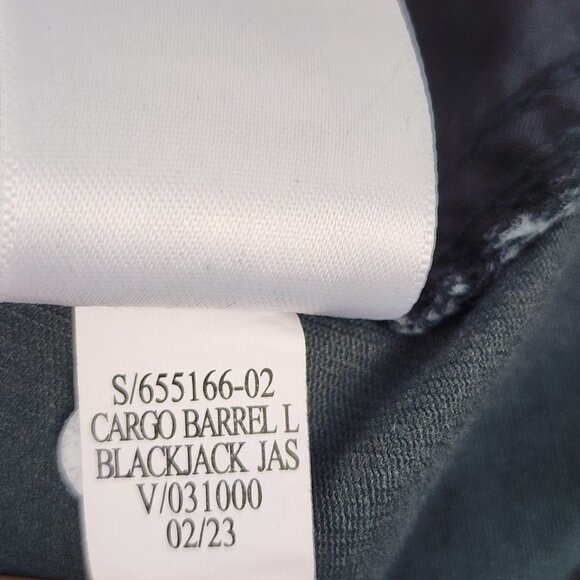 S/655166-02
CARGO BARREL L
BLACKJACK JAS
V/031000
02/23